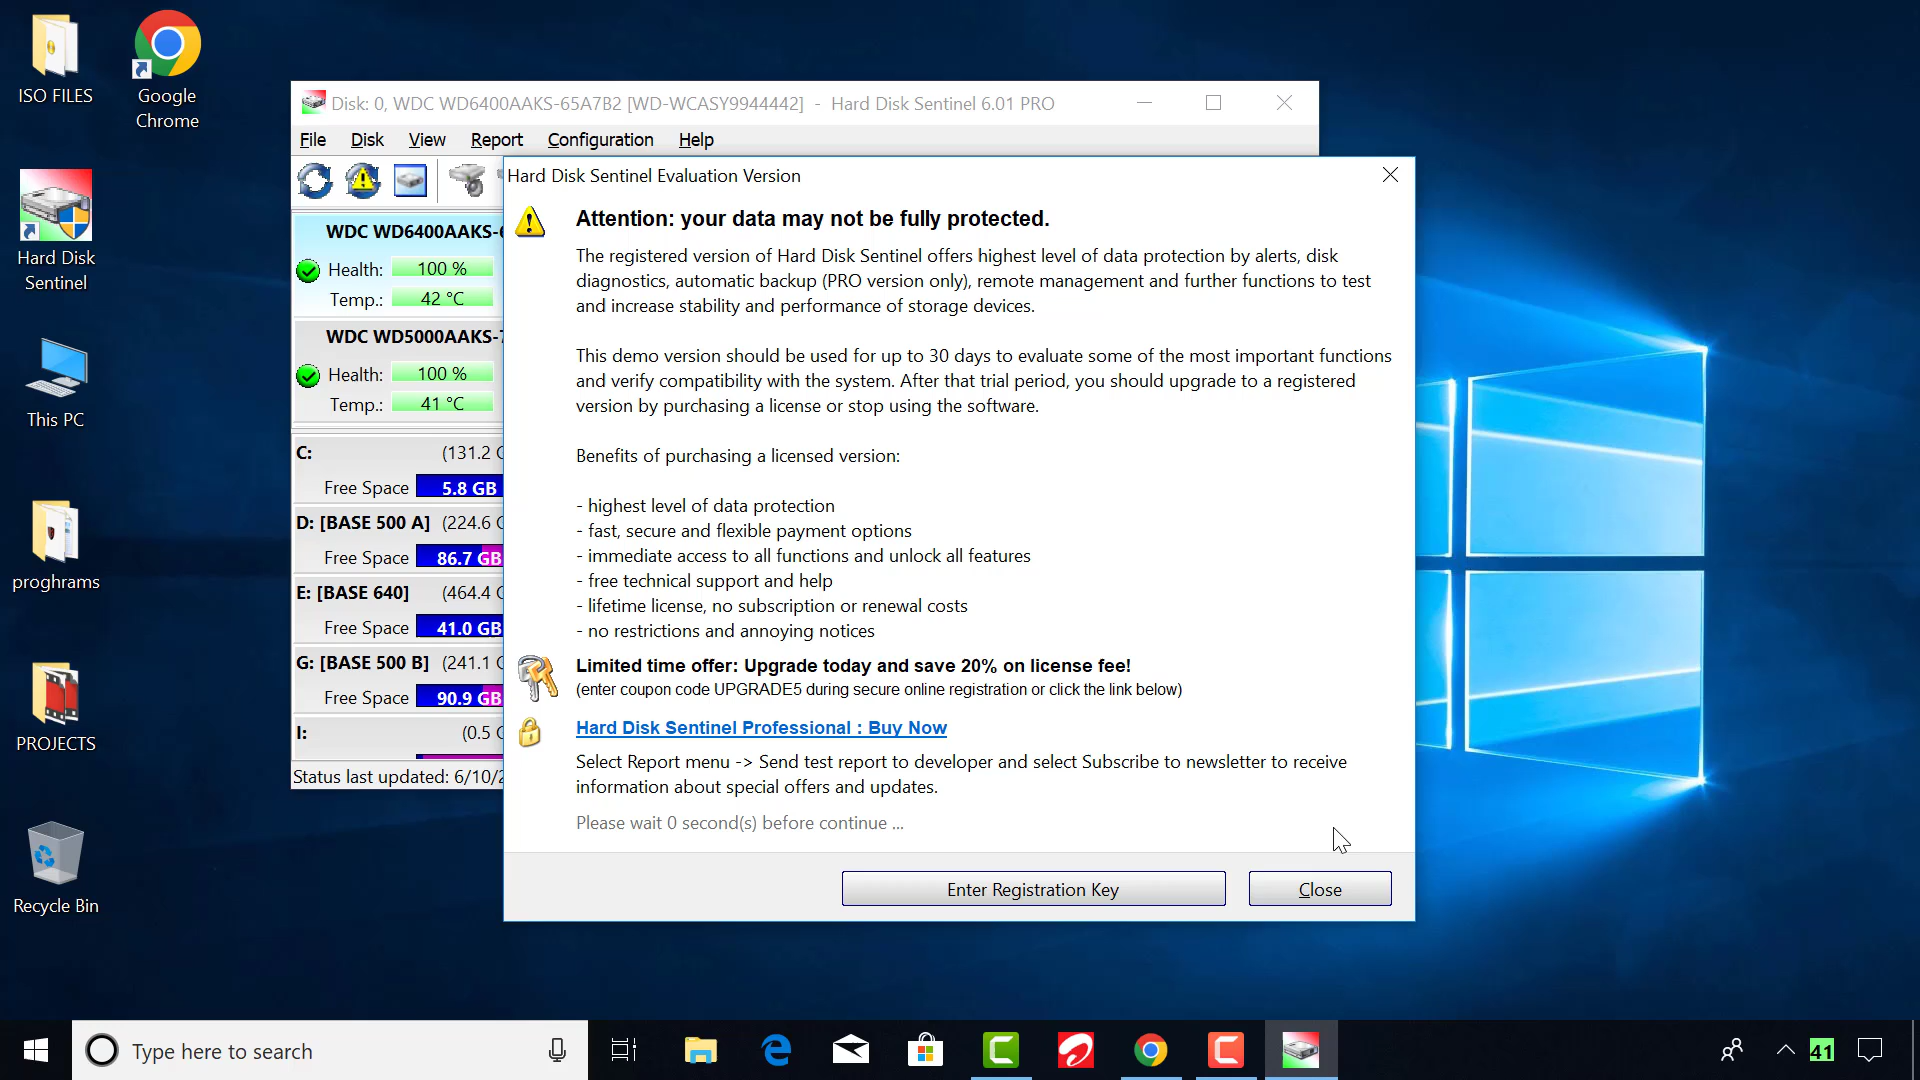 ISO FILES
Google
Chrome
Hard Disk
Sentinel
This PC
proghrams
PROJECTS
Recycle Bin
Disk: 0, WDC WD6400AAKS-65A7B2 [WD-WCASY9944442] - Hard Disk Sentinel 6.01 PRO
File Disk View Report Configuration Help
WDC WD6400AAKS-6
Health: 100 %
Temp.: 42 °C
WDC WD5000AAKS-7
Health: 100 %
Temp.: 41 °C
C: (131.2 G
Free Space 5.8 GB
D: [BASE 500 A] (224.6 G
Free Space 86.7 GB
E: [BASE 640] (464.4 G
Free Space 41.0 GB
G: [BASE 500 B] (241.1 G
Free Space 90.9 GB
I: (0.5 G
Status last updated: 6/10/2
Hard Disk Sentinel Evaluation Version
Attention: your data may not be fully protected.
The registered version of Hard Disk Sentinel offers highest level of data protection by alerts, disk
diagnostics, automatic backup (PRO version only), remote management and further functions to test
and increase stability and performance of storage devices.
This demo version should be used for up to 30 days to evaluate some of the most important functions
and verify compatibility with the system. After that trial period, you should upgrade to a registered
version by purchasing a license or stop using the software.
Benefits of purchasing a licensed version:
- highest level of data protection
- fast, secure and flexible payment options
- immediate access to all functions and unlock all features
- free technical support and help
- lifetime license, no subscription or renewal costs
- no restrictions and annoying notices
Limited time offer: Upgrade today and save 20% on license fee!
(enter coupon code UPGRADE5 during secure online registration or click the link below)
Hard Disk Sentinel Professional : Buy Now
Select Report menu -> Send test report to developer and select Subscribe to newsletter to receive
information about special offers and updates.
Please wait 0 second(s) before continue ...
Enter Registration Key
Close
Type here to search
41